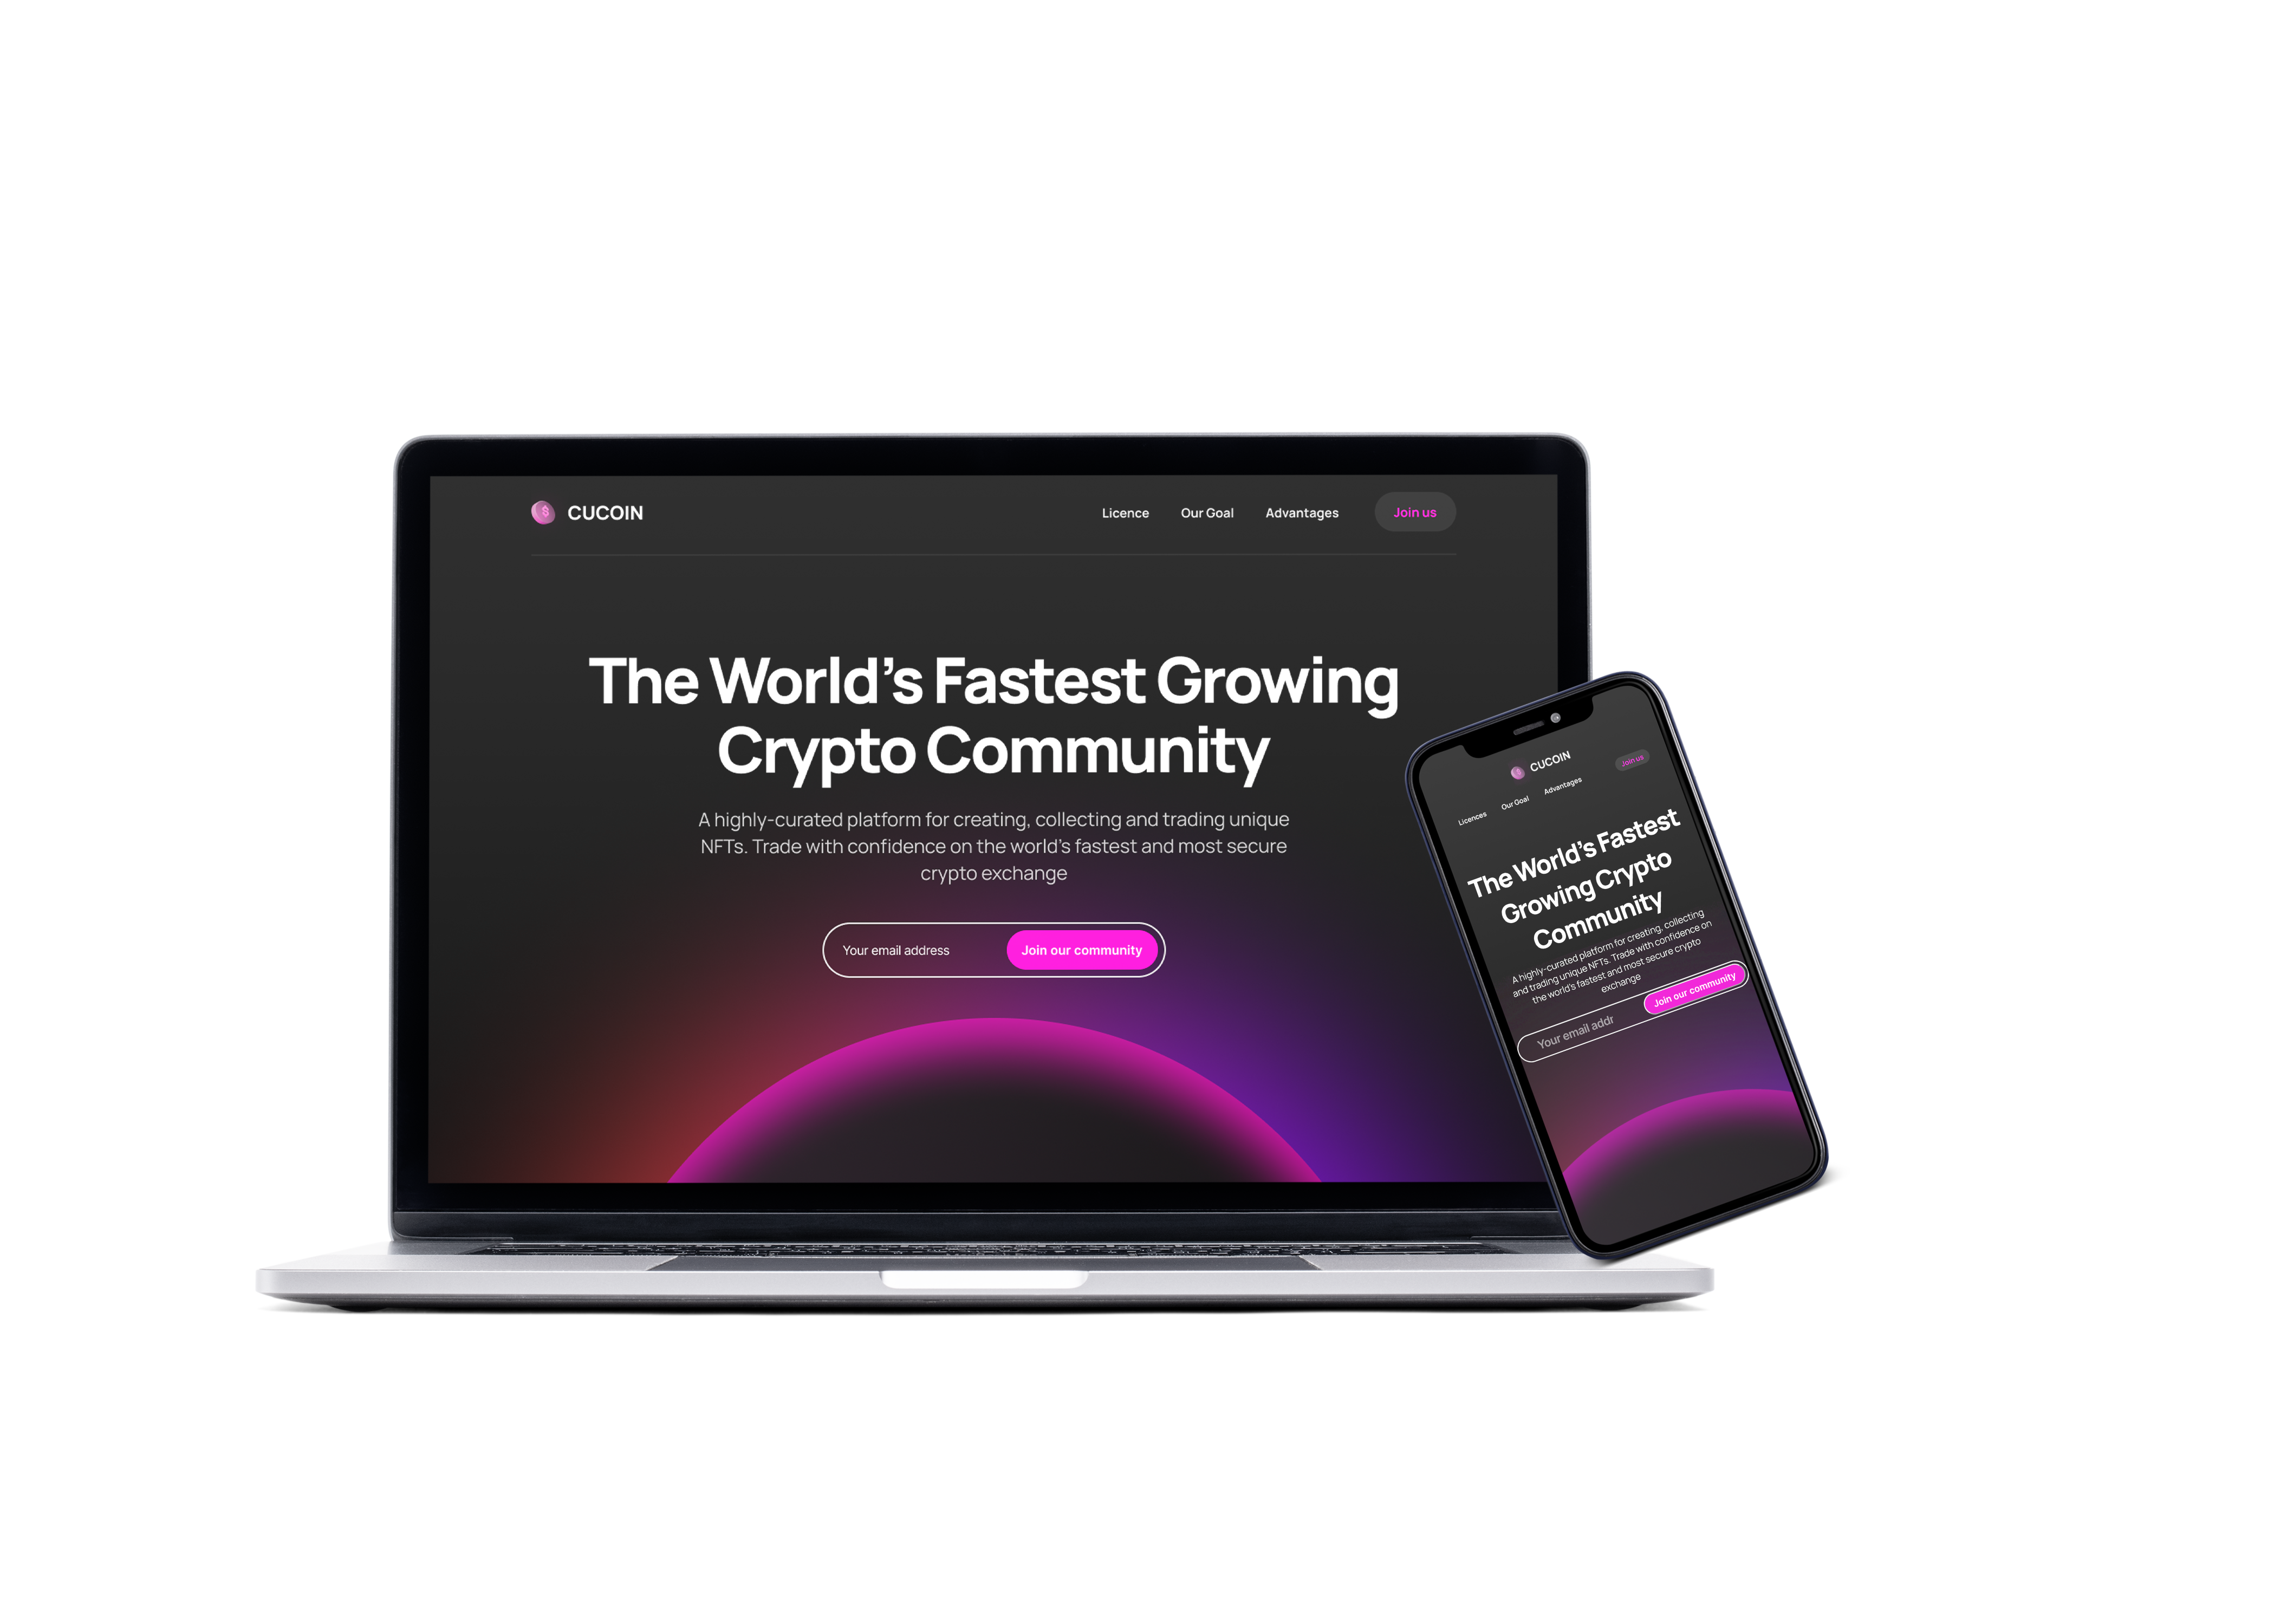 CUCOIN
Licence Our Goal Advantages Join us
The World's Fastest Growing
Crypto Community
A highly-curated platform for creating, collecting and trading unique
NFTs. Trade with confidence on the world's fastest and most secure
crypto exchange
Your email address Join our community
CUCOIN
Join us
Licences Our Goal Advantages
The World's Fastest
Growing Crypto
Community
A highly-curated platform for creating, collecting
and trading unique NFTs. Trade with confidence on
the world's fastest and most secure crypto
exchange
Your email addr Join our community